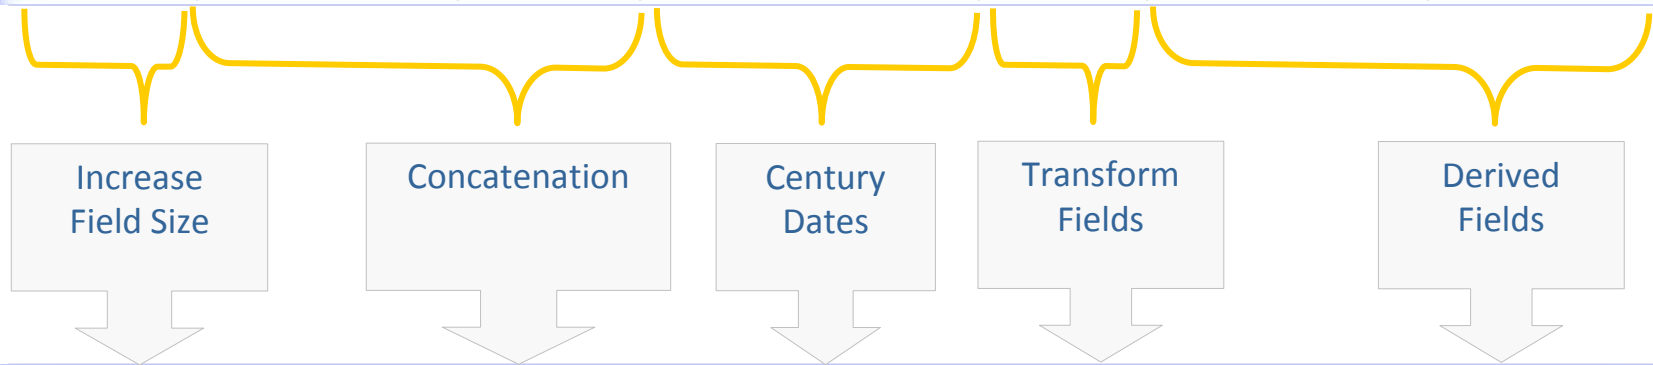 Increase
Field Size
Concatenation
Century
Dates
Transform
Fields
Derived
Fields